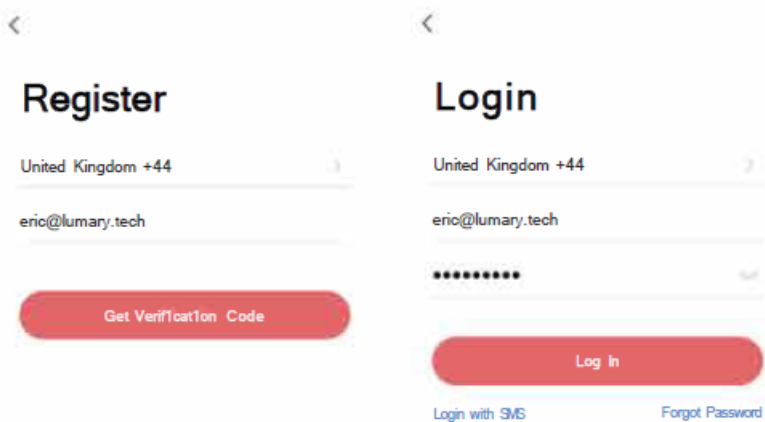 Register
United Kingdom +44
eric@lumary.tech
Get Verif1cat1on Code
Login
United Kingdom +44
eric@lumary.tech
•••••••••
Log In
Login with SMS
Forgot Password